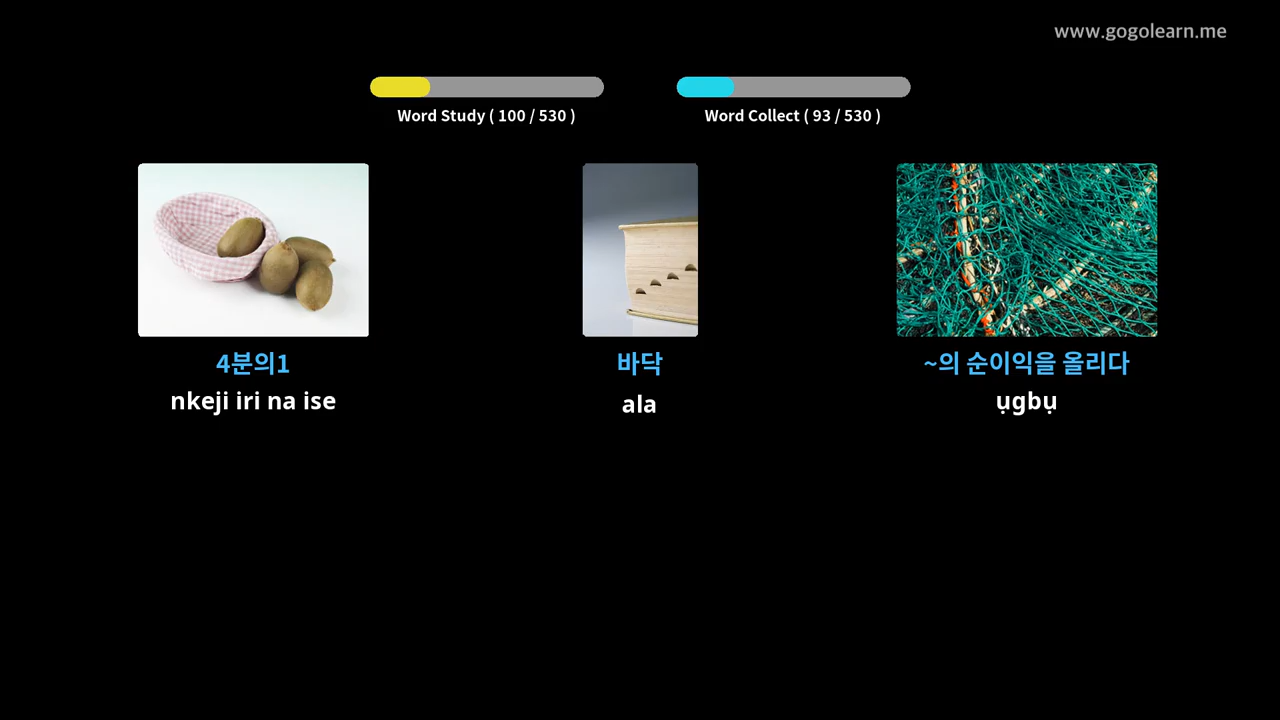 www.gogolearn.me
Word Study ( 100 / 530 )
Word Collect ( 93 / 530 )
4분의1
바닥
~의 순이익을 올리다
nkeji iri na ise
ala
ụgbụ